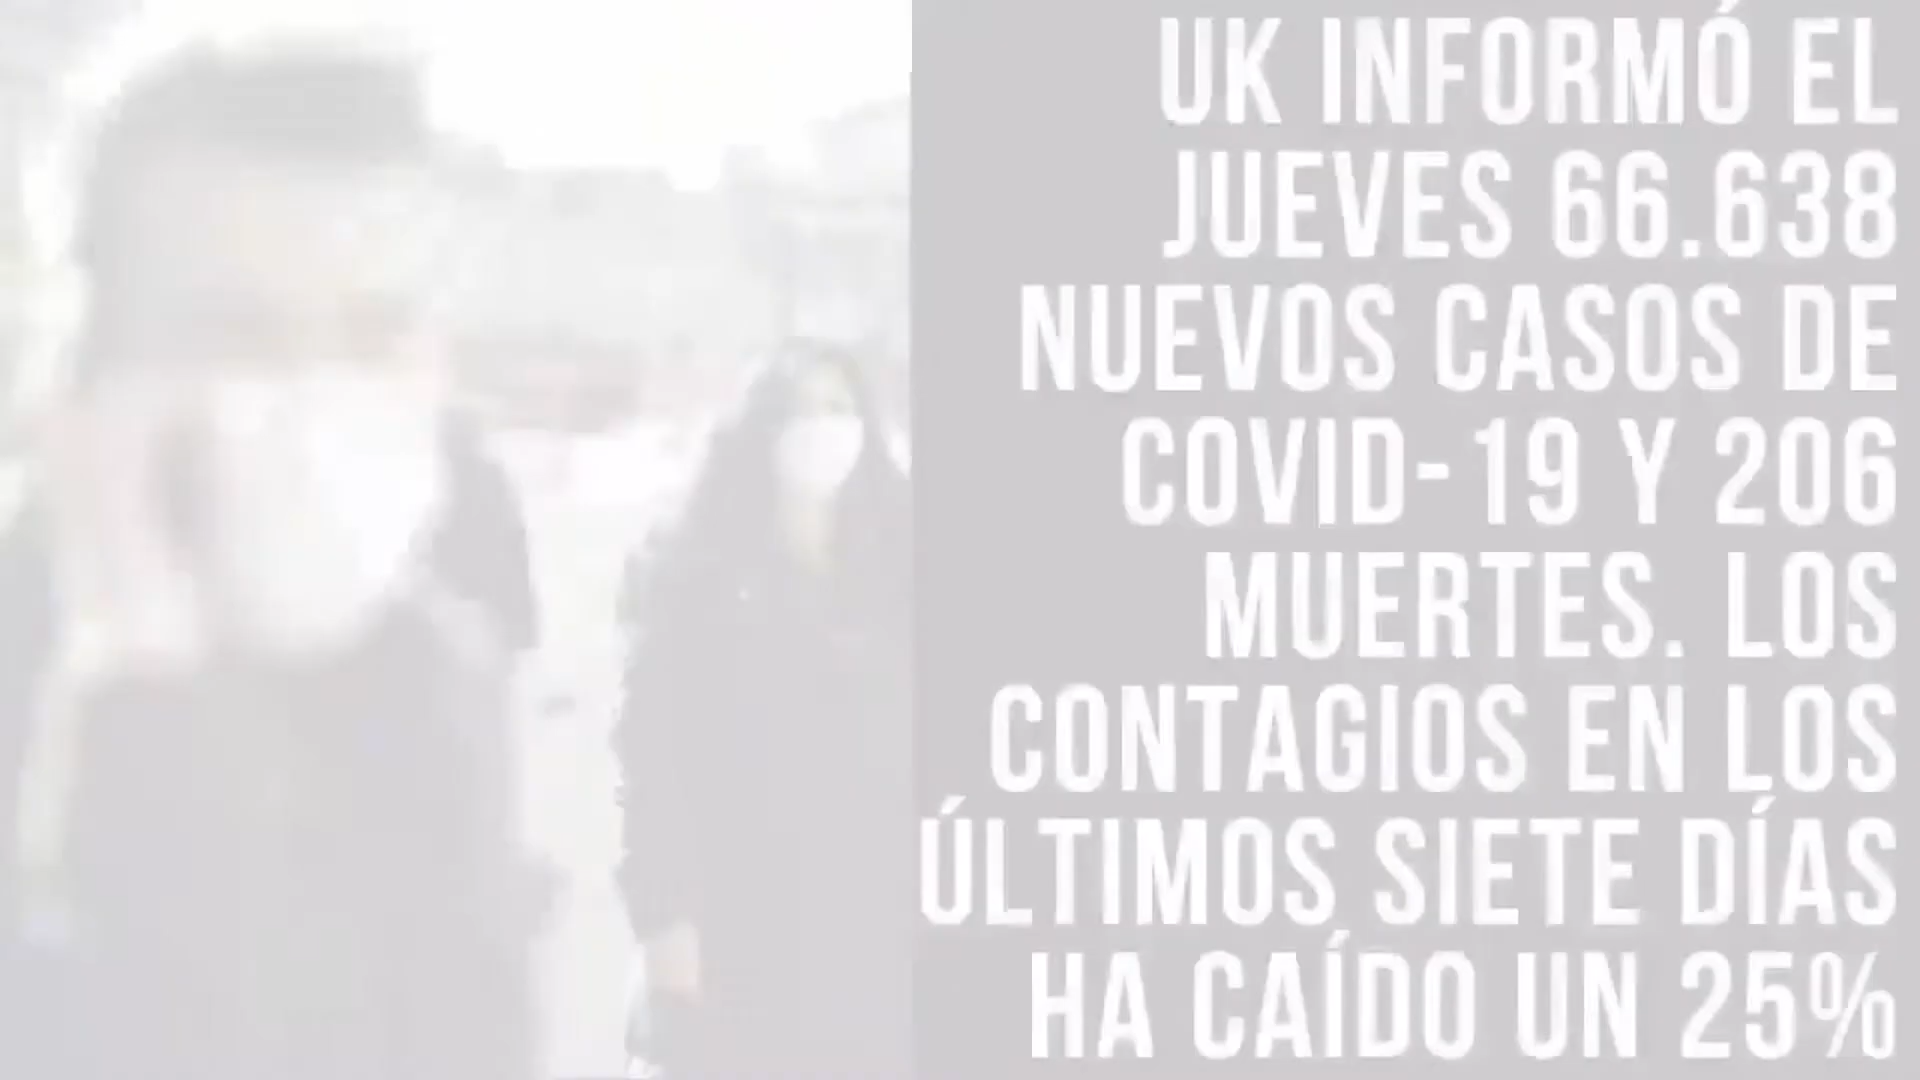 UK INFORMÓ EL
JUEVES 66.638
NUEVOS CASOS DE
COVID-19 Y 206
MUERTES. LOS
CONTAGIOS EN LOS
ÚLTIMOS SIETE DÍAS
HA CAÍDO UN 25%